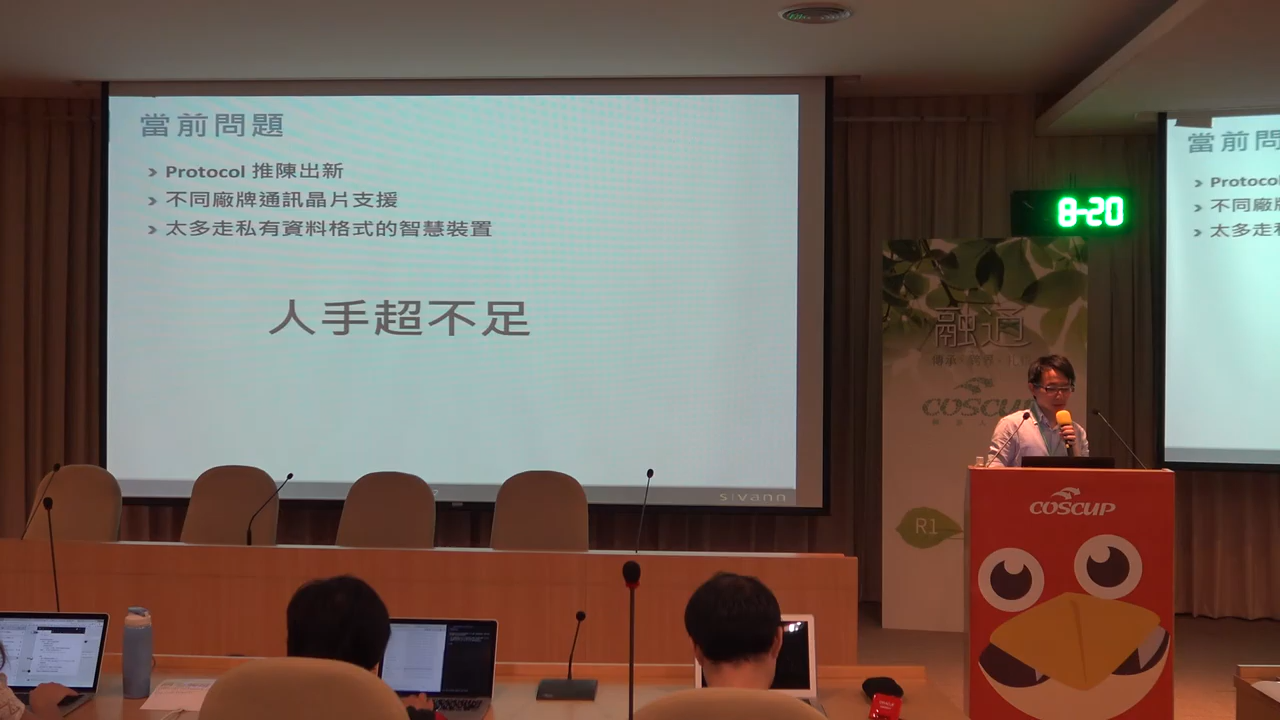 當前問題
Protocol 推陳出新
不同廠牌通訊晶片支援
太多走私有資料格式的智慧裝置
人手超不足
sivann
8-20
當前問
Protocol
不同廠
太多走
融通
COSCUP
R1
COSCUP